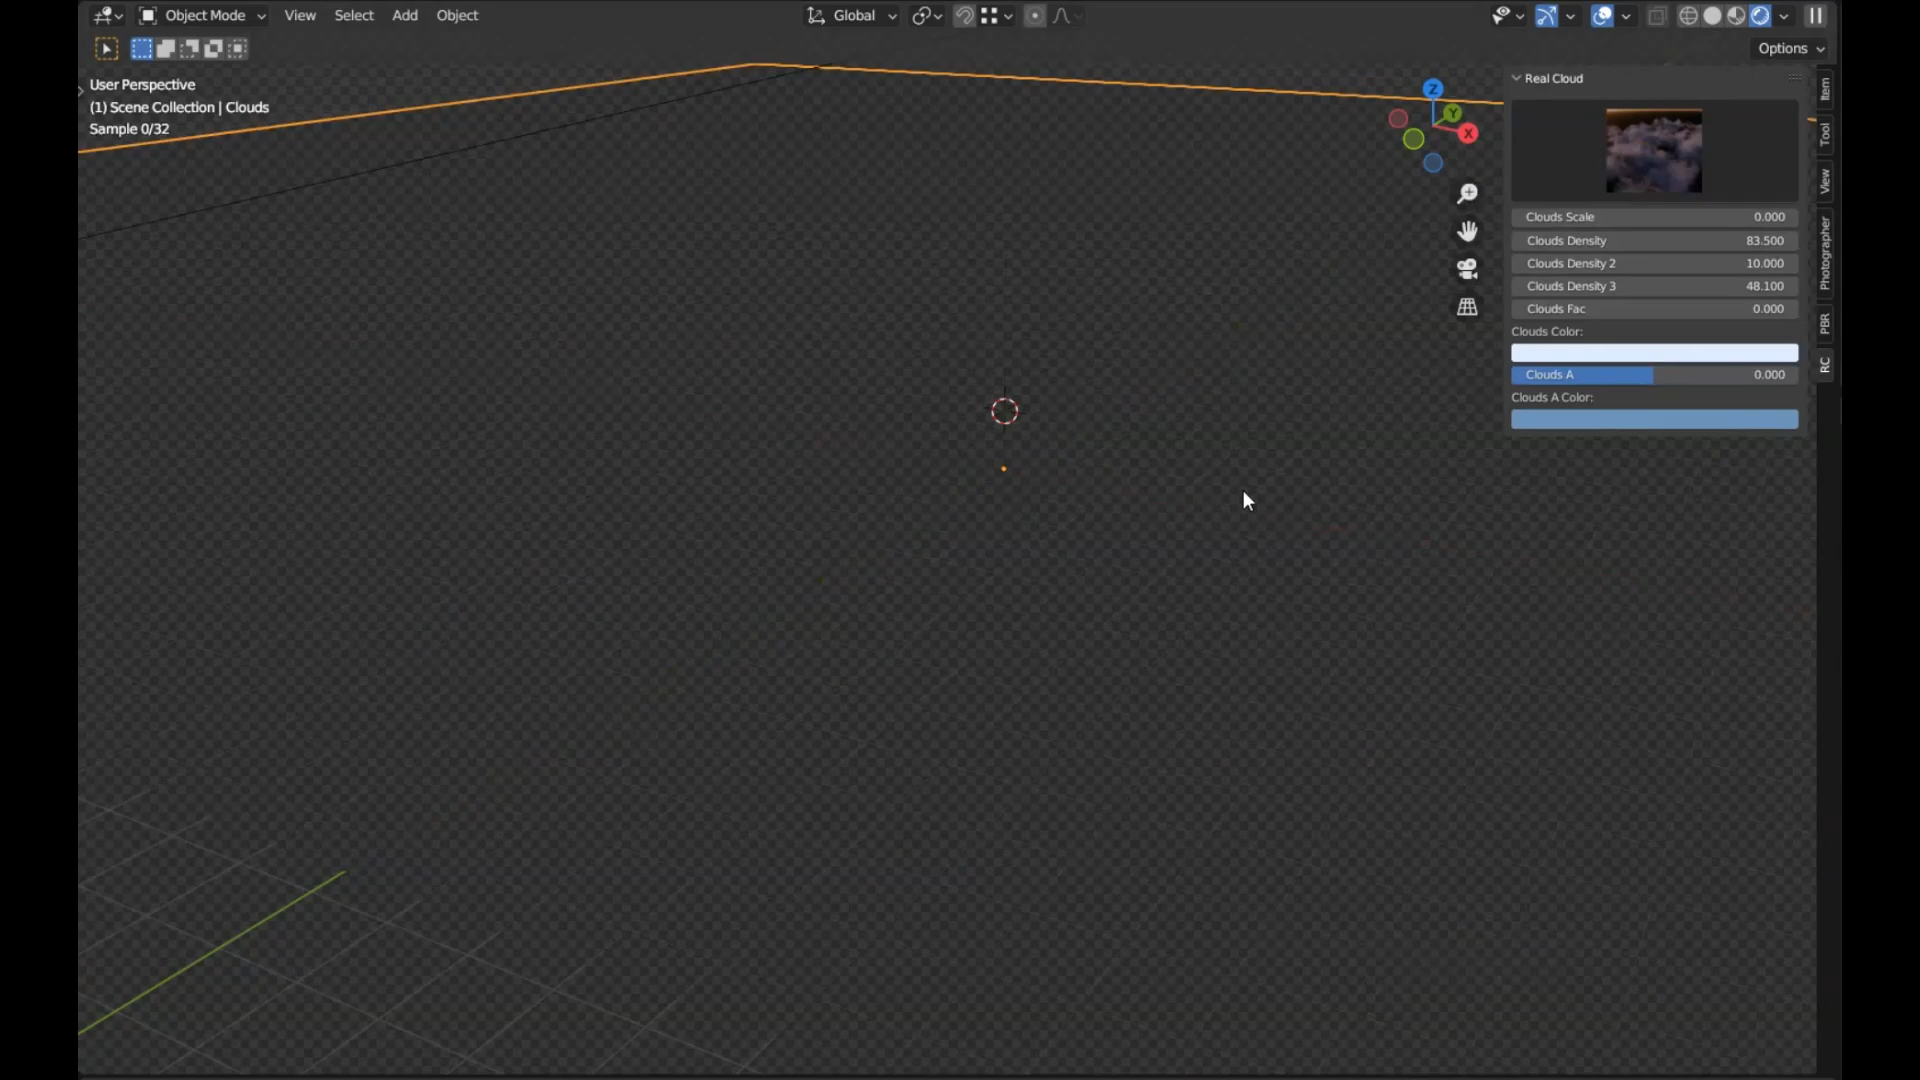 Object Mode View Select Add Object Global
Options
User Perspective
(1) Scene Collection | Clouds
Sample 0/32
Z
Y
X
Real Cloud
Clouds Scale 0.000
Clouds Density 83.500
Clouds Density 2 10.000
Clouds Density 3 48.100
Clouds Fac 0.000
Clouds Color:
Clouds A 0.000
Clouds A Color:
Item
Tool
View
Photographer
PBR
RC